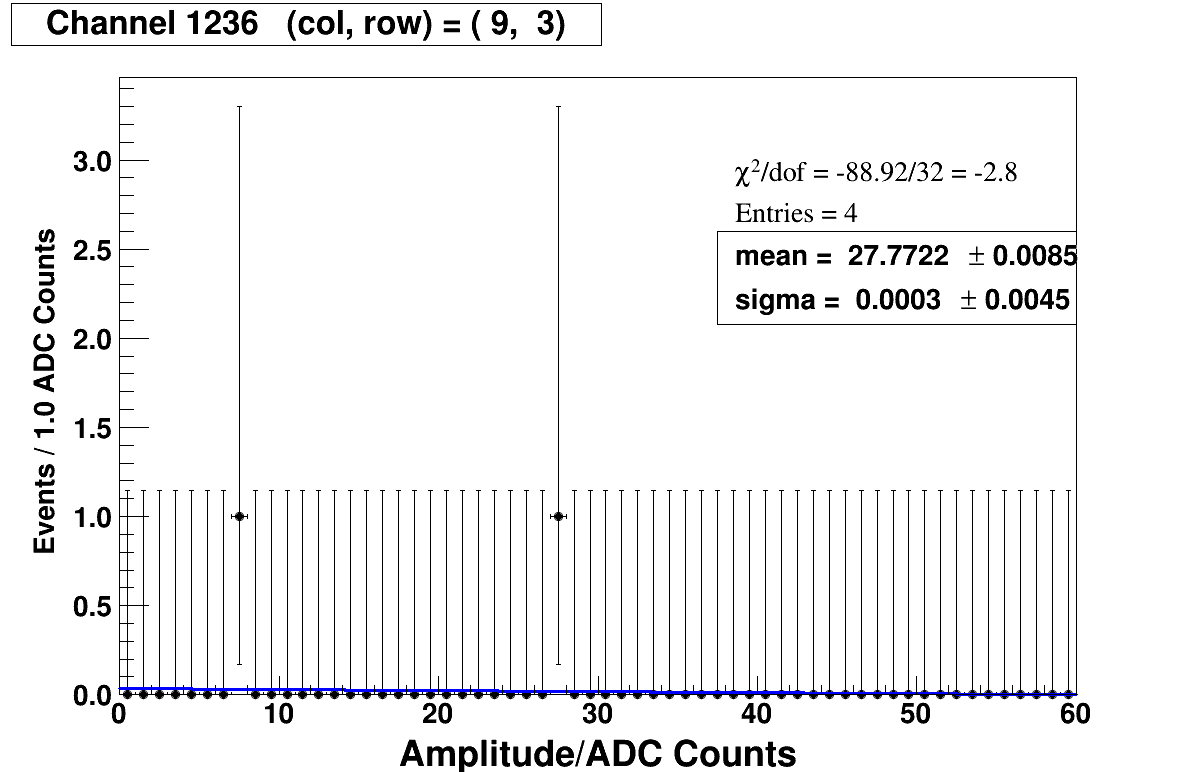 Channel 1236 (col, row) = ( 9, 3)
χ²/dof = -88.92/32 = -2.8
Entries = 4
mean = 27.7722 ± 0.0085
sigma = 0.0003 ± 0.0045
Events / 1.0 ADC Counts
3.0
2.5
2.0
1.5
1.0
0.5
0.0
0 10 20 30 40 50 60
Amplitude/ADC Counts